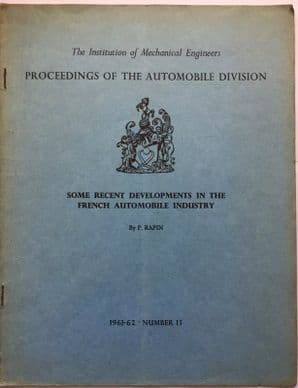 The Institution of Mechanical Engineers
PROCEEDINGS OF THE AUTOMOBILE DIVISION
SOME RECENT DEVELOPMENTS IN THE
FRENCH AUTOMOBILE INDUSTRY
By P. RAPIN
1961-62 · NUMBER 11